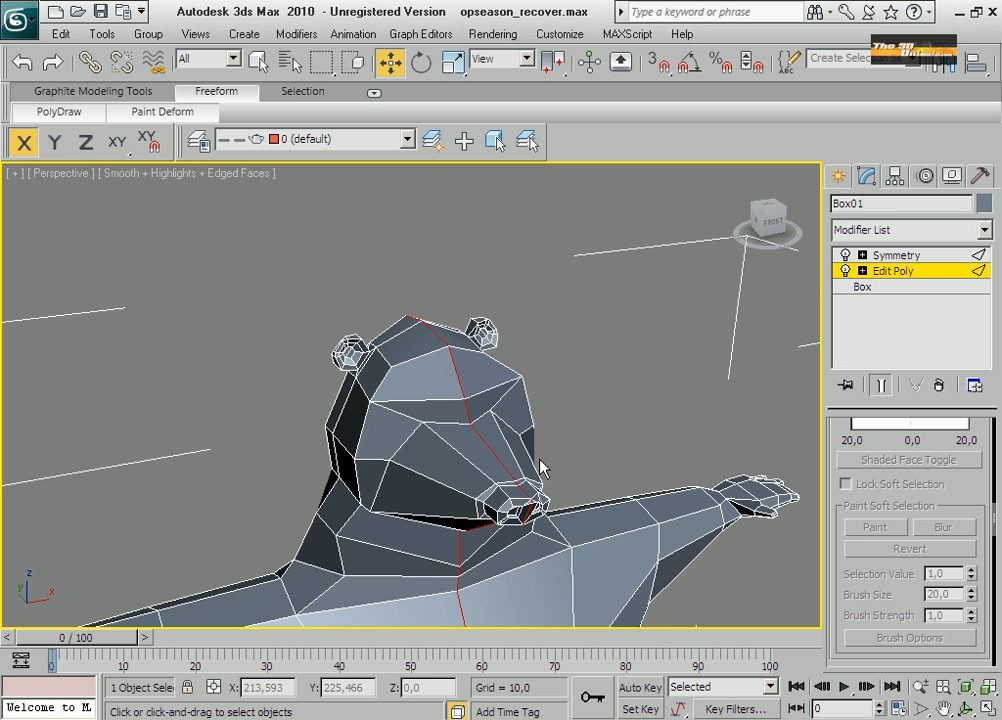 Autodesk 3ds Max 2010 - Unregistered Version opseason_recover.max
Type a keyword or phrase
Edit Tools Group Views Create Modifiers Animation Graph Editors Rendering Customize MAXScript Help
All
View
3
Create Selection Se
The 3D
Graphite Modeling Tools Freeform Selection
PolyDraw Paint Deform
X Y Z XY XY
0 (default)
[ + ] [ Perspective ] [ Smooth + Highlights + Edged Faces ]
FRONT
Box01
Modifier List
Symmetry
Edit Poly
Box
20,0 0,0 20,0
Shaded Face Toggle
Lock Soft Selection
Paint Soft Selection
Paint Blur
Revert
Selection Value 1,0
Brush Size 20,0
Brush Strength 1,0
Brush Options
z
y x
< 0 / 100 >
0 10 20 30 40 50 60 70 80 90 100
1 Object Sele X: 213,593 Y: 225,466 Z: 0,0 Grid = 10,0 Auto Key Selected
Welcome to M. Click or click-and-drag to select objects Add Time Tag Set Key Key Filters... 0